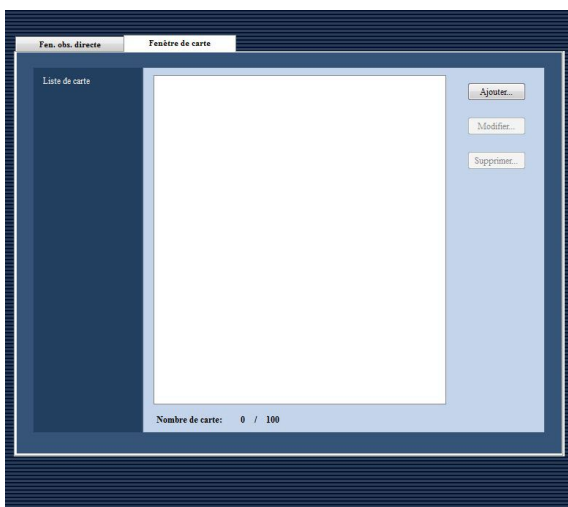 Fen. obs. directe
Fenêtre de carte
Liste de carte
Ajouter...
Modifier...
Supprimer...
Nombre de carte: 0 / 100